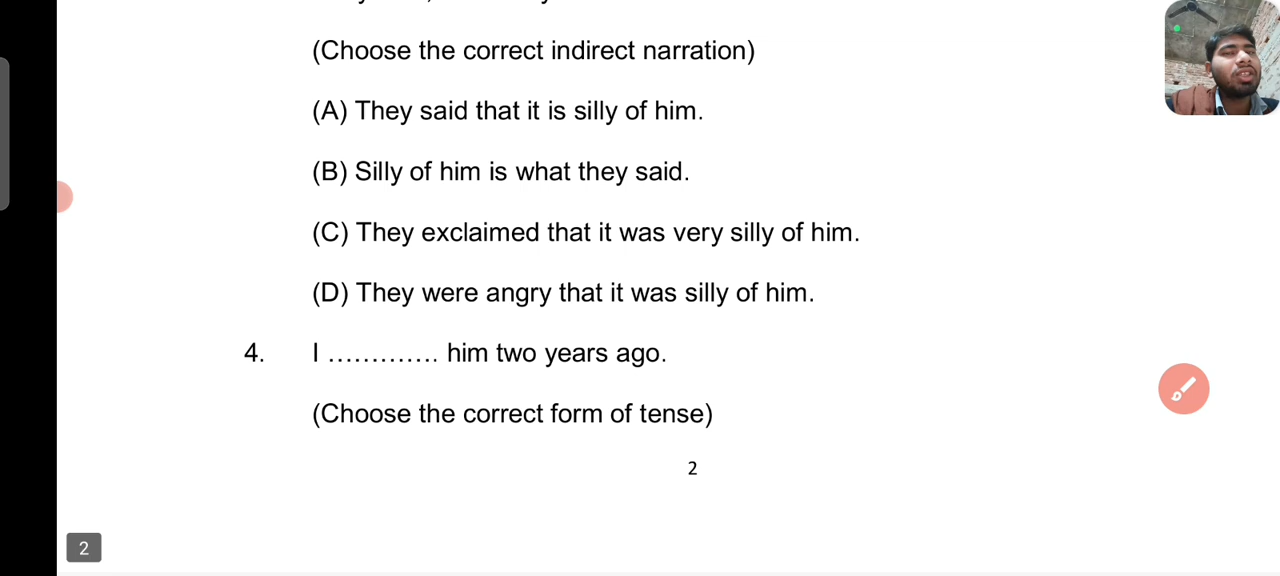 (Choose the correct indirect narration)
(A) They said that it is silly of him.
(B) Silly of him is what they said.
(C) They exclaimed that it was very silly of him.
(D) They were angry that it was silly of him.
4. I ............. him two years ago.
(Choose the correct form of tense)
2
2